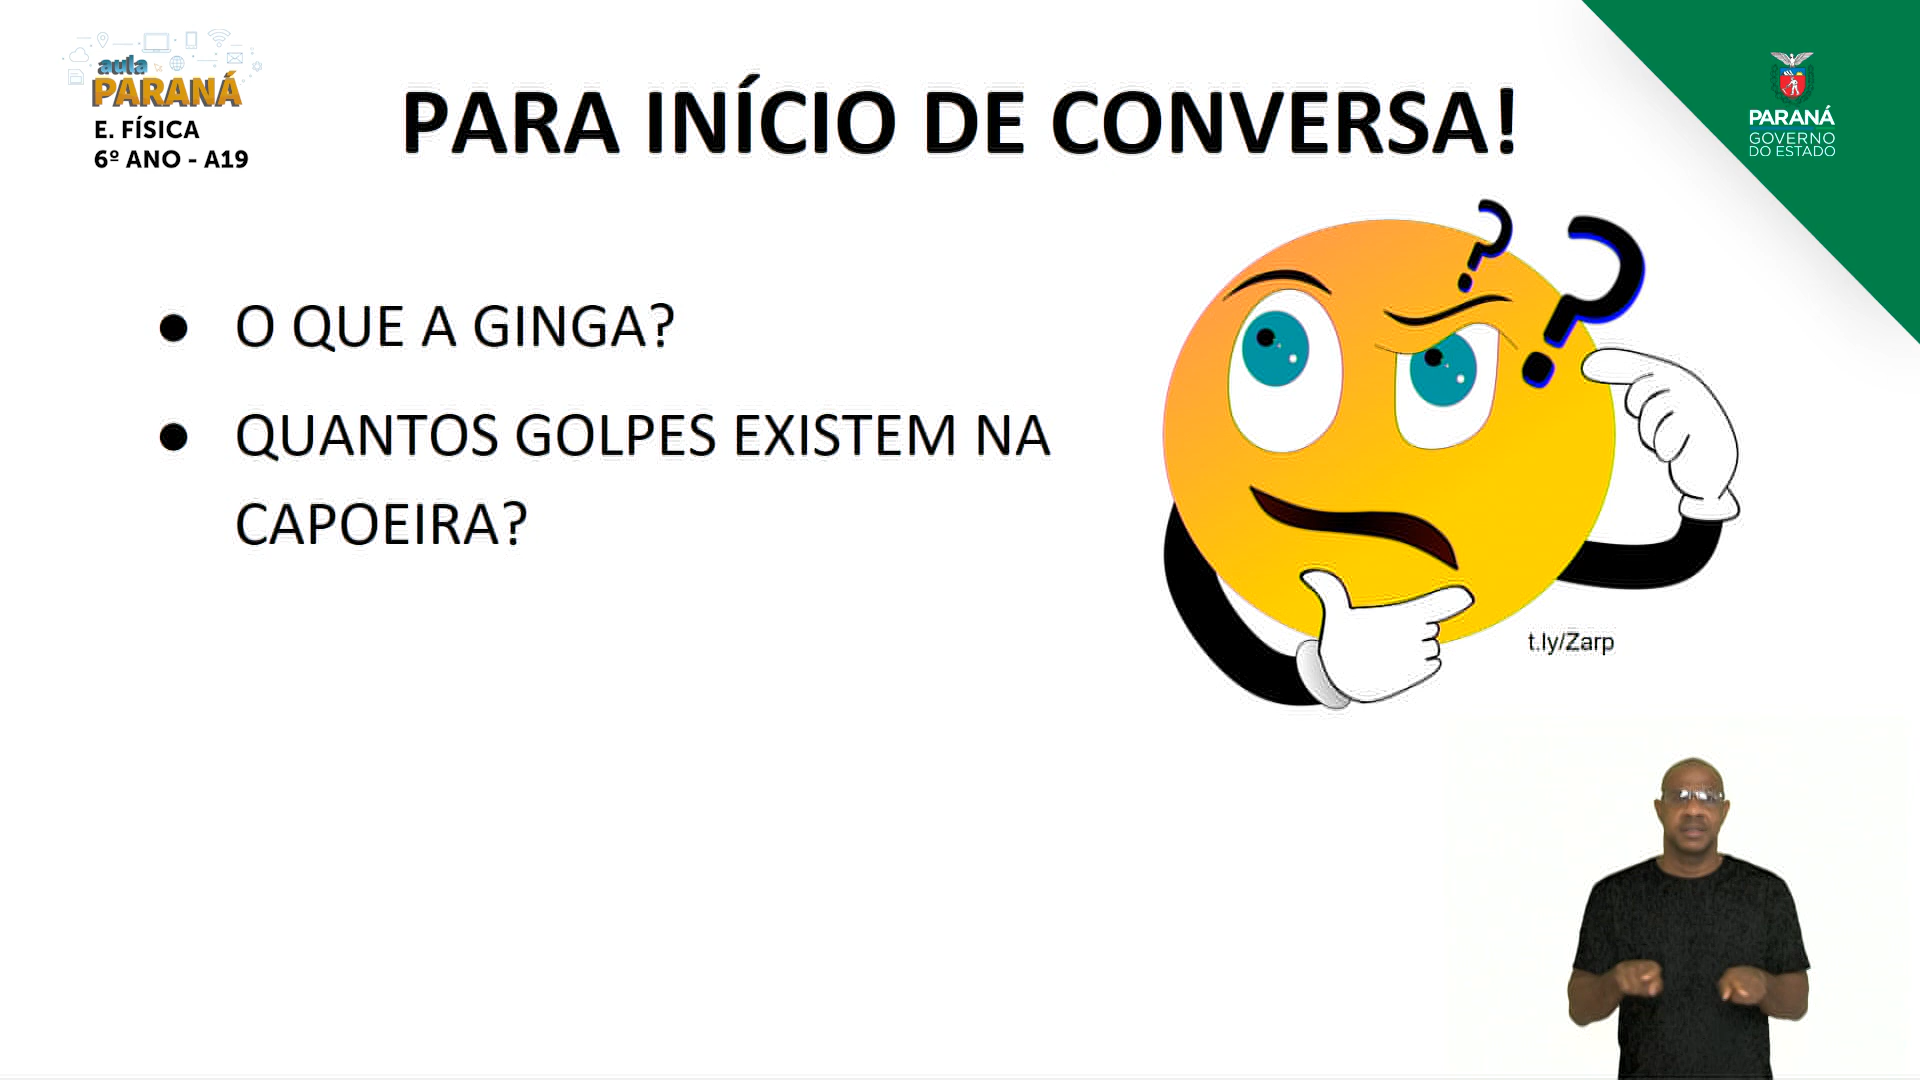 aula
PARANÁ
E. FÍSICA
6º ANO - A19
PARA INÍCIO DE CONVERSA!
PARANÁ
GOVERNO
DO ESTADO
● O QUE A GINGA?
● QUANTOS GOLPES EXISTEM NA
CAPOEIRA?
? ?
t.ly/Zarp